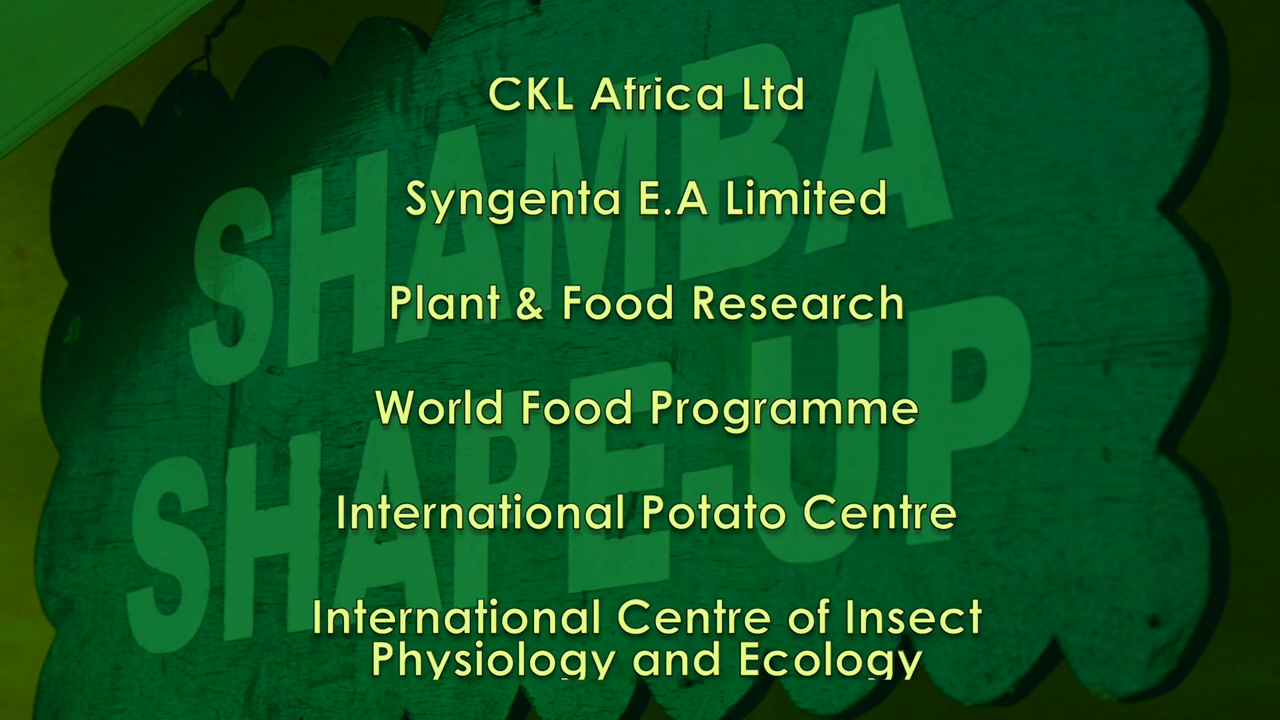 CKL Africa Ltd
Syngenta E.A Limited
Plant & Food Research
World Food Programme
International Potato Centre
International Centre of Insect
Physiology and Ecology
SHAMBA
SHAPE-UP